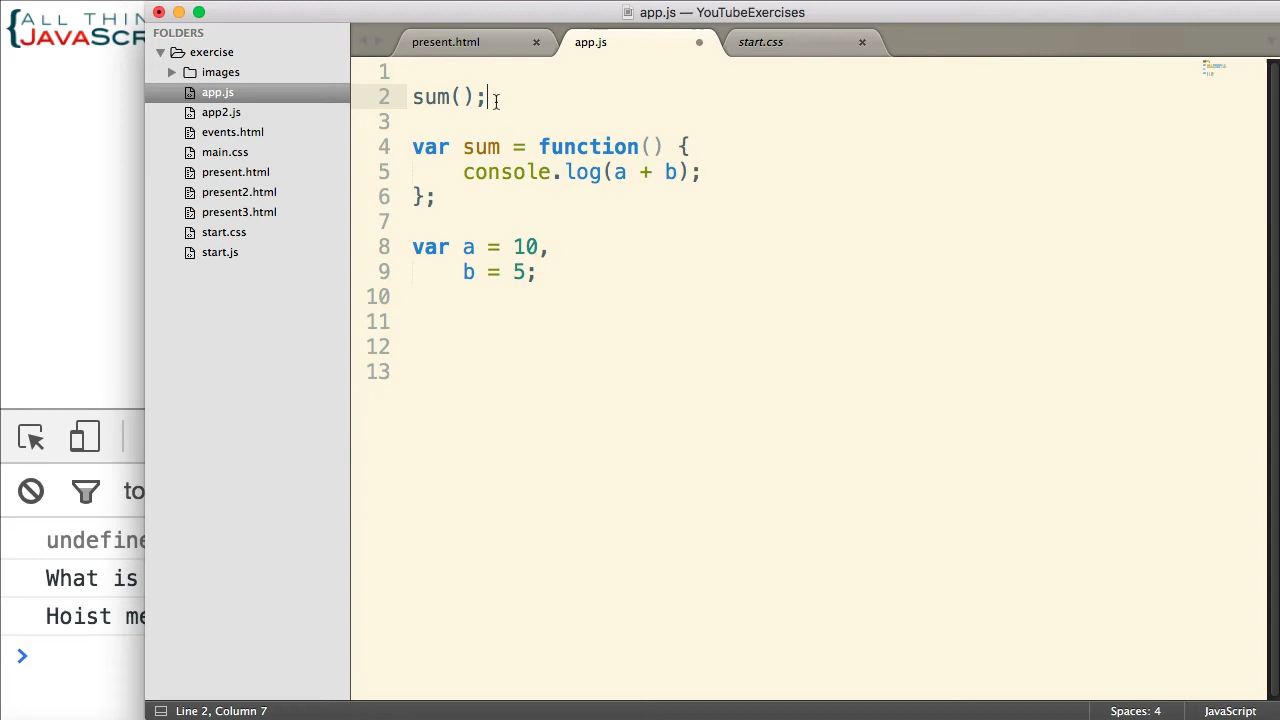 {ALL THIN
JAVASCR
app.js — YouTubeExercises
FOLDERS
exercise
images
app.js
app2.js
events.html
main.css
present.html
present2.html
present3.html
start.css
start.js
present.html × app.js start.css ×
1
2 sum();
3
4 var sum = function() {
5 console.log(a + b);
6 };
7
8 var a = 10,
9 b = 5;
10
11
12
13
to
undefine
What is
Hoist me
>
Line 2, Column 7 Spaces: 4 JavaScript